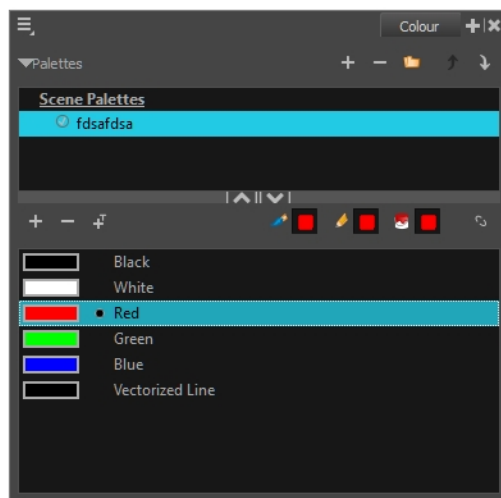 Colour
Palettes
Scene Palettes
fdsafdsa
Black
White
Red
Green
Blue
Vectorized Line